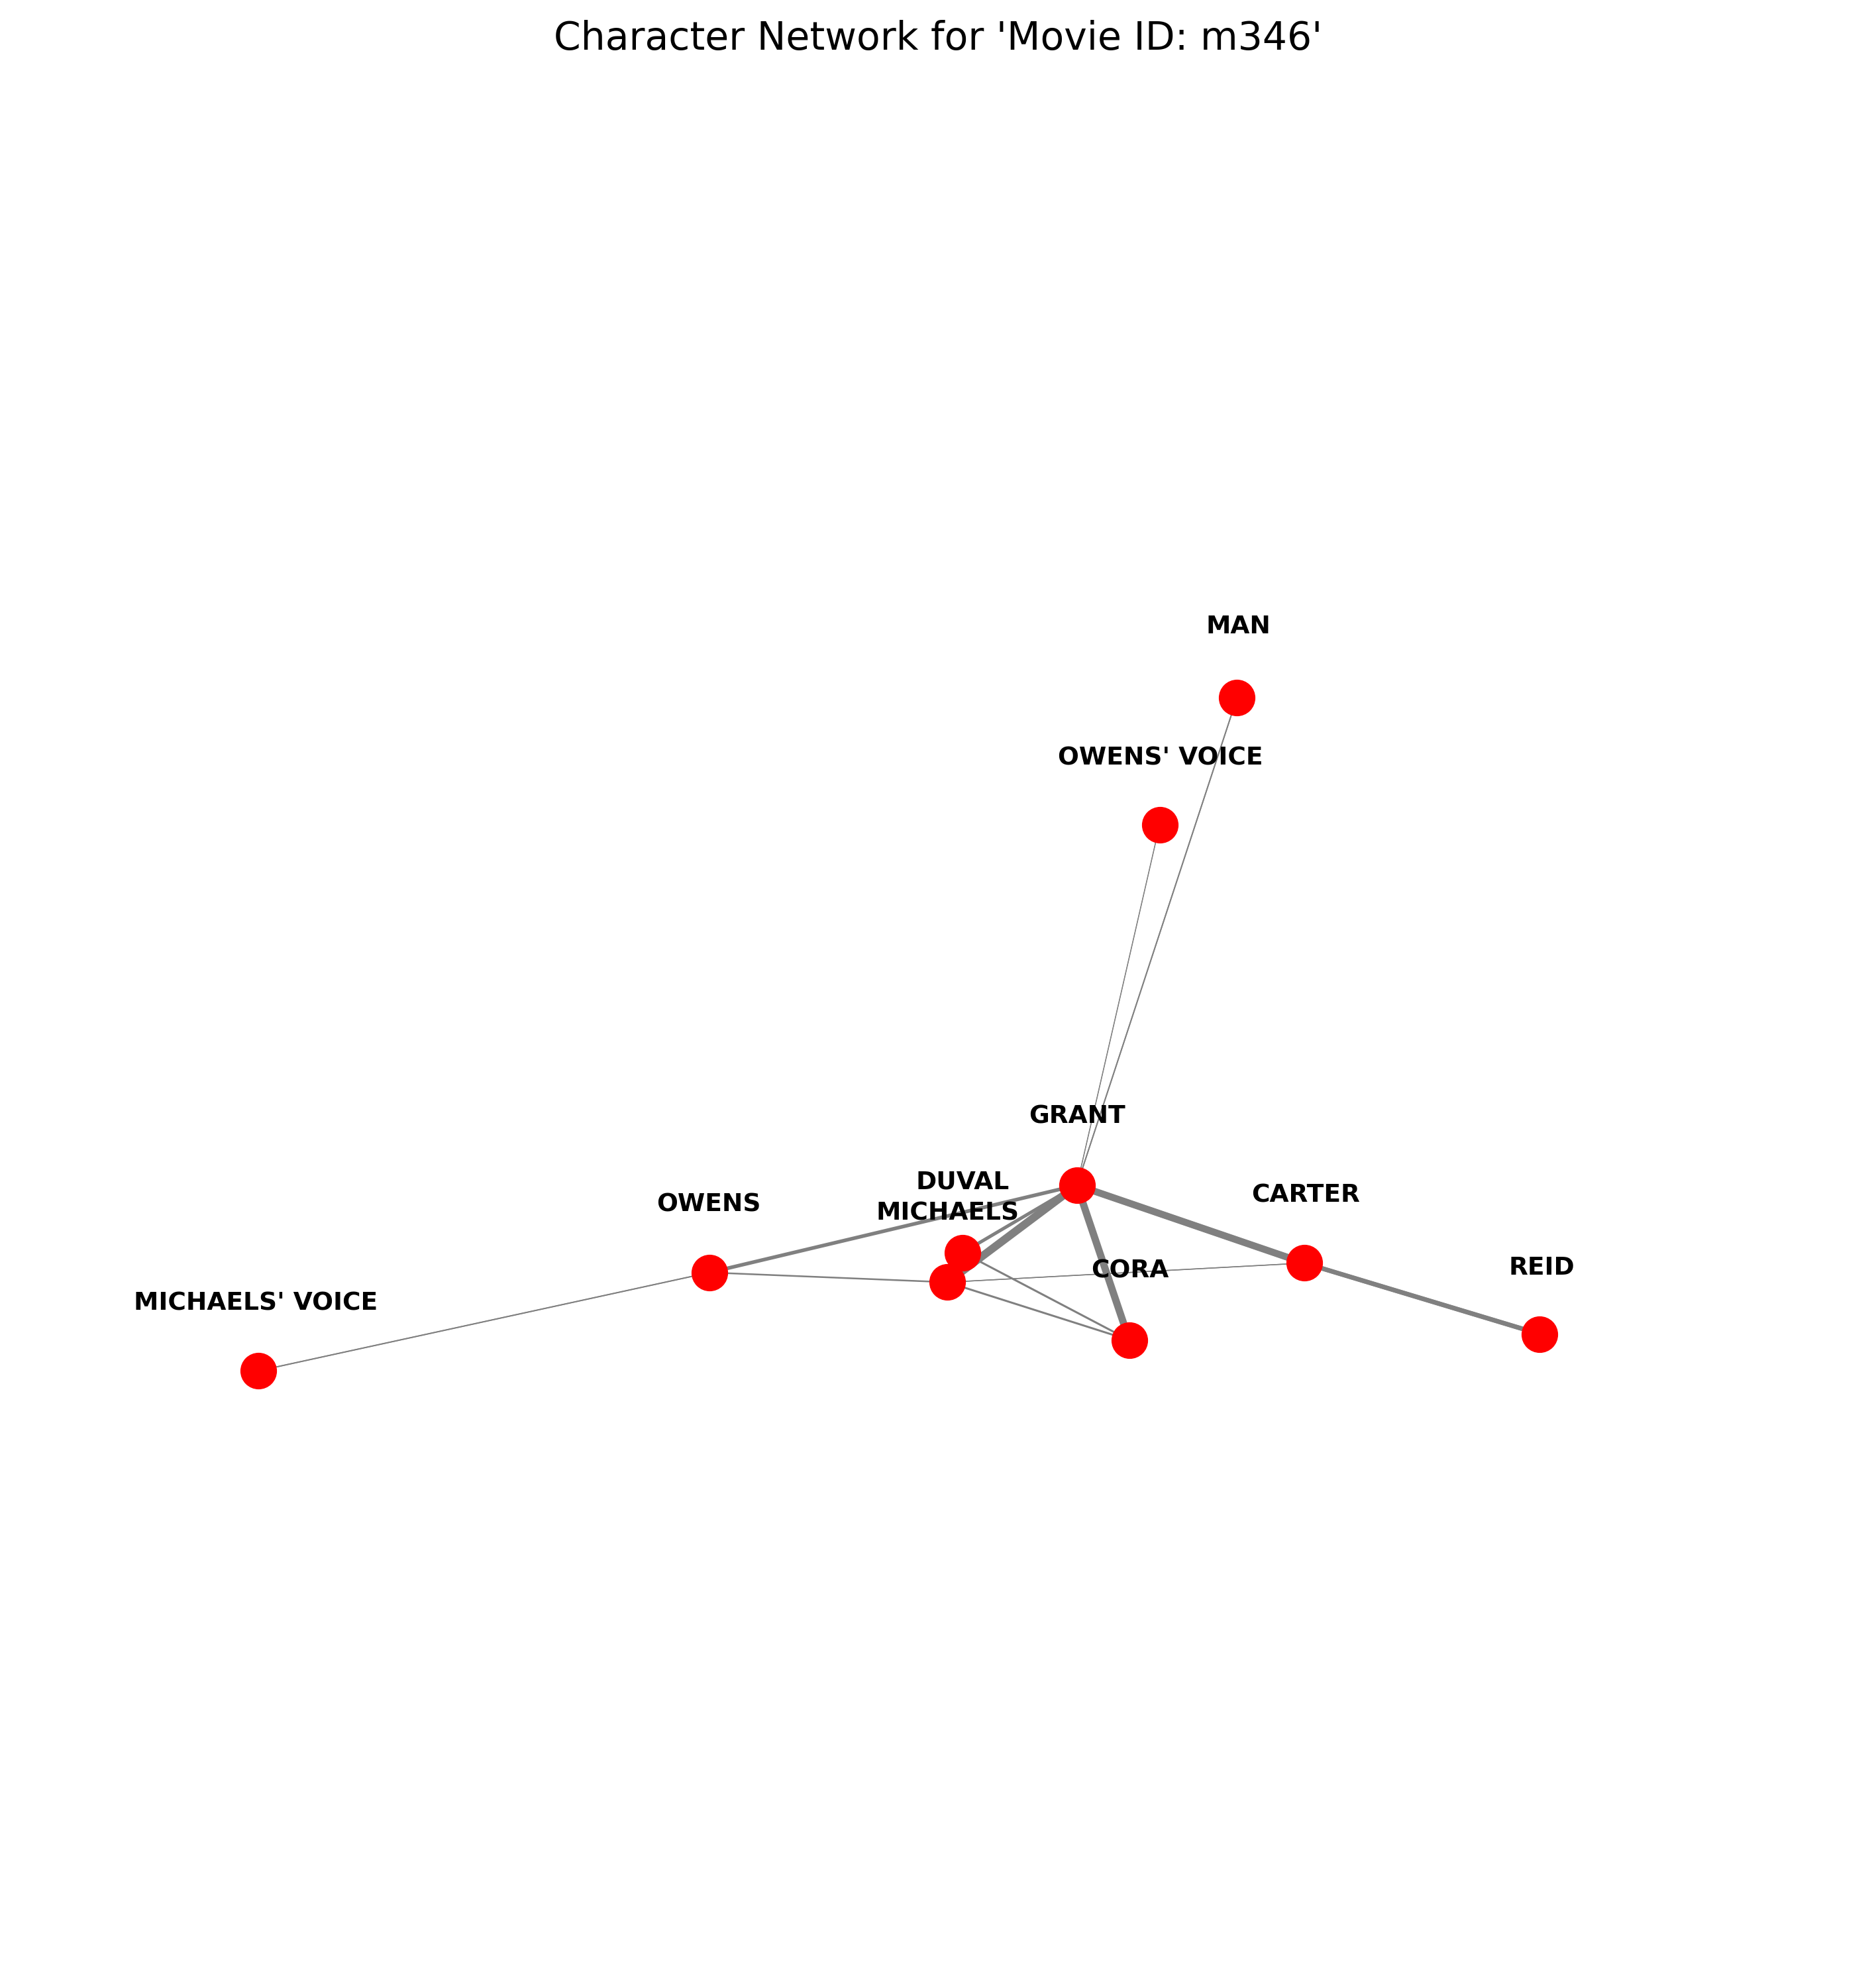 Character Network for 'Movie ID: m346'
MAN
OWENS' VOICE
GRANT
DUVAL
CARTER
OWENS
MICHAELS
REID
CORA
MICHAELS' VOICE